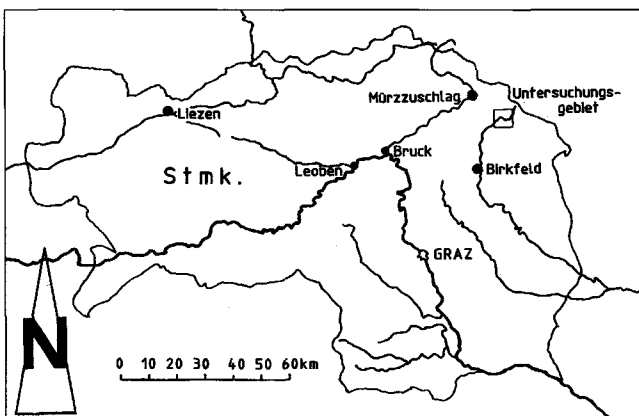 Untersuchungs-
gebiet
Mürzzuschlag
Liezen
Bruck
Leoben
Birkfeld
Stmk.
GRAZ
N
0 10 20 30 40 50 60km